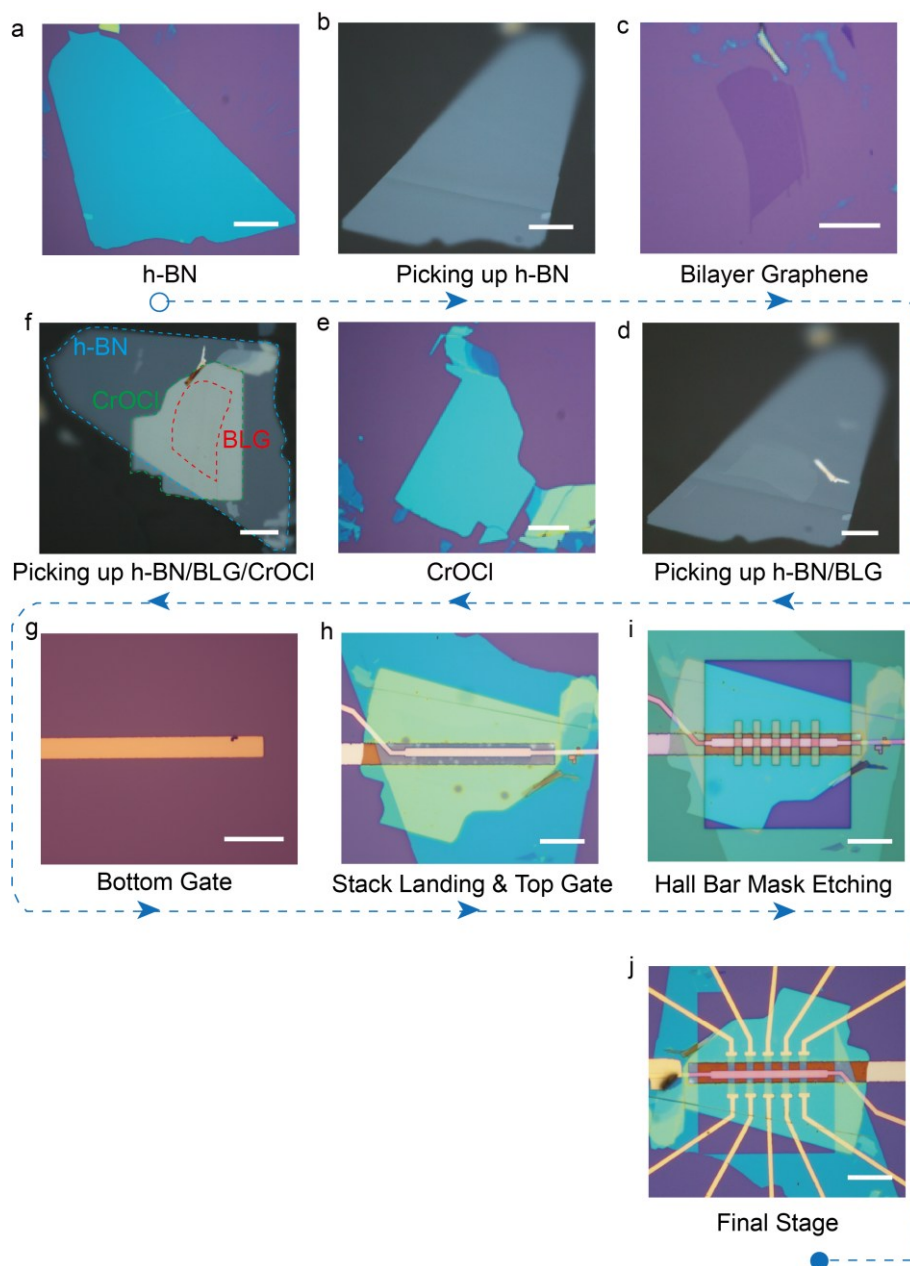 a
b
c
h-BN
Picking up h-BN
Bilayer Graphene
f
e
d
h-BN
CrOCl
BLG
Picking up h-BN/BLG/CrOCl
CrOCl
Picking up h-BN/BLG
g
h
i
Bottom Gate
Stack Landing & Top Gate
Hall Bar Mask Etching
j
Final Stage